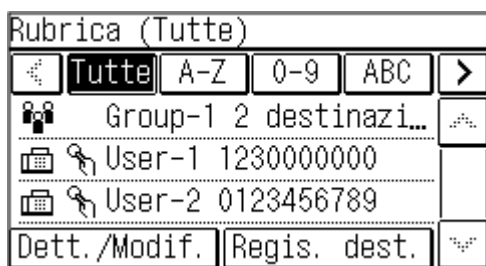 Rubrica (Tutte)
Tutte A-Z 0-9 ABC
Group-1 2 destinazi…
User-1 1230000000
User-2 0123456789
Dett./Modif. Regis. dest.